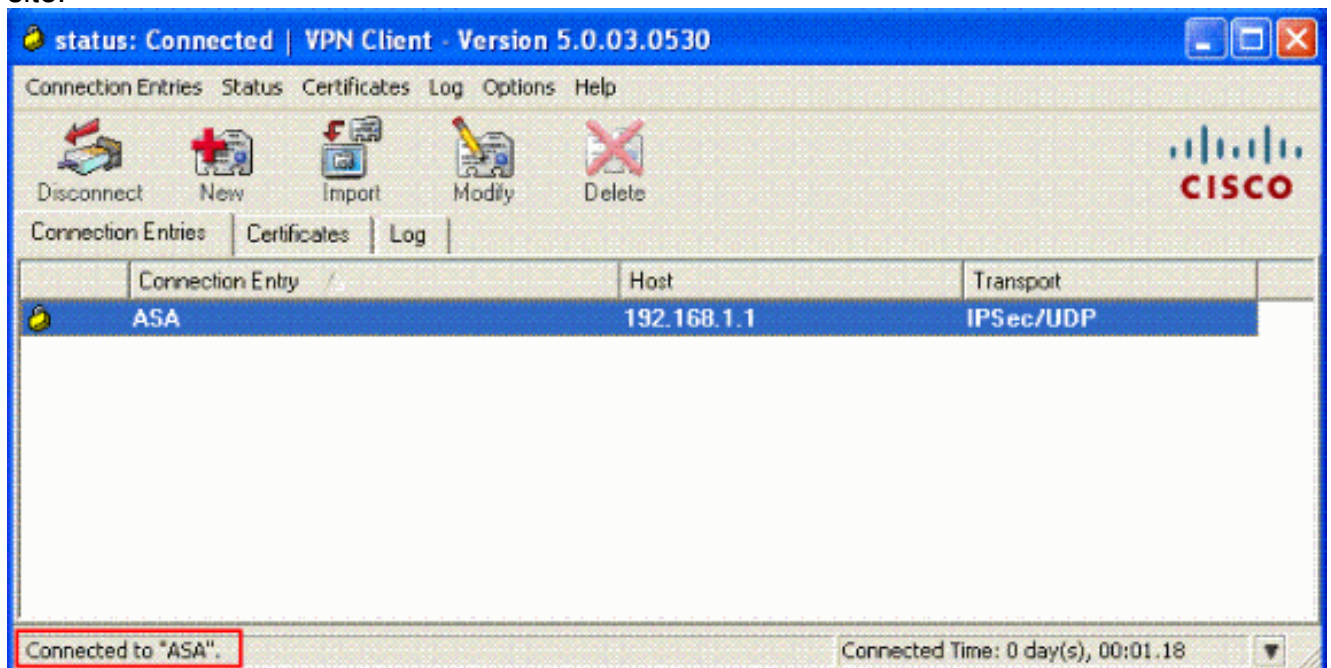 site.
status: Connected | VPN Client - Version 5.0.03.0530
Connection Entries Status Certificates Log Options Help
Disconnect New Import Modify Delete
CISCO
Connection Entries Certificates Log
Connection Entry Host Transport
ASA 192.168.1.1 IPSec/UDP
Connected to "ASA". Connected Time: 0 day(s), 00:01.18